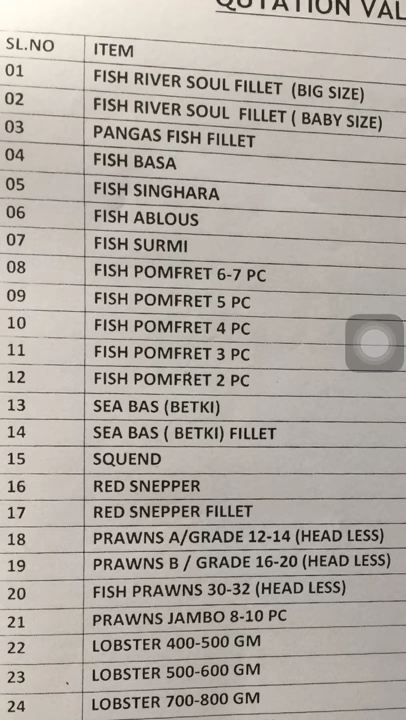 QUTATION VAL
SL.NO ITEM
01 FISH RIVER SOUL FILLET (BIG SIZE)
02 FISH RIVER SOUL FILLET ( BABY SIZE)
03 PANGAS FISH FILLET
04 FISH BASA
05 FISH SINGHARA
06 FISH ABLOUS
07 FISH SURMI
08 FISH POMFRET 6-7 PC
09 FISH POMFRET 5 PC
10 FISH POMFRET 4 PC
11 FISH POMFRET 3 PC
12 FISH POMFRET 2 PC
13 SEA BAS (BETKI)
14 SEA BAS ( BETKI) FILLET
15 SQUEND
16 RED SNEPPER
17 RED SNEPPER FILLET
18 PRAWNS A/GRADE 12-14 (HEAD LESS)
19 PRAWNS B / GRADE 16-20 (HEAD LESS)
20 FISH PRAWNS 30-32 (HEAD LESS)
21 PRAWNS JAMBO 8-10 PC
22 LOBSTER 400-500 GM
23 LOBSTER 500-600 GM
24 LOBSTER 700-800 GM